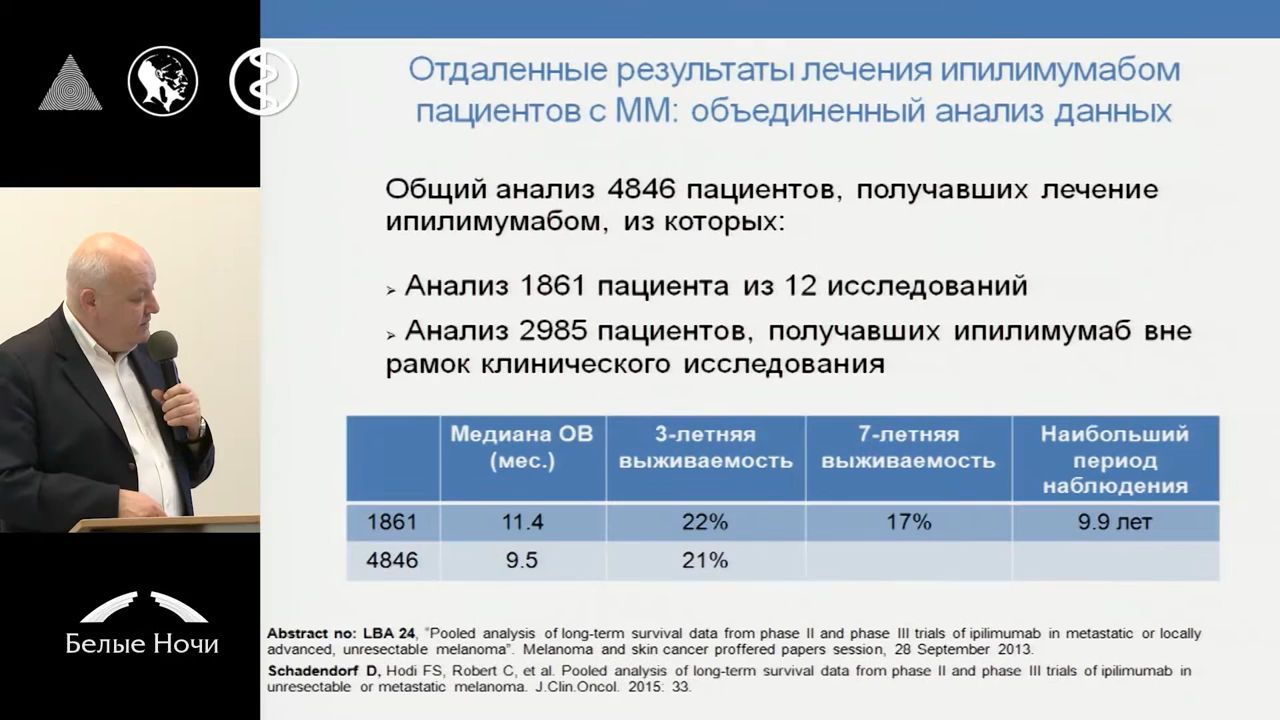 Отдаленные результаты лечения ипилимумабом
пациентов с ММ: объединенный анализ данных
Общий анализ 4846 пациентов, получавших лечение
ипилимумабом, из которых:
➢ Анализ 1861 пациента из 12 исследований
➢ Анализ 2985 пациентов, получавших ипилимумаб вне
рамок клинического исследования
Медиана ОВ (мес.) 3-летняя выживаемость 7-летняя выживаемость Наибольший период наблюдения
1861 11.4 22% 17% 9.9 лет
4846 9.5 21%
Abstract no: LBA 24, "Pooled analysis of long-term survival data from phase II and phase III trials of ipilimumab in metastatic or locally
advanced, unresectable melanoma". Melanoma and skin cancer proffered papers session, 28 September 2013.
Schadendorf D, Hodi FS, Robert C, et al. Pooled analysis of long-term survival data from phase II and phase III trials of ipilimumab in
unresectable or metastatic melanoma. J.Clin.Oncol. 2015: 33.
Белые Ночи